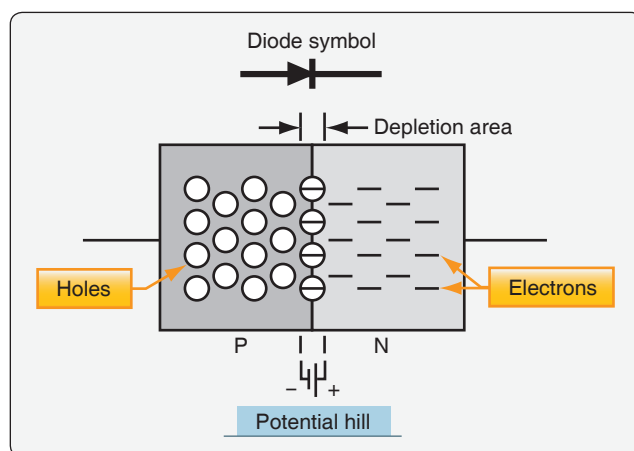 Diode symbol
Depletion area
Holes
Electrons
P N
– +
Potential hill